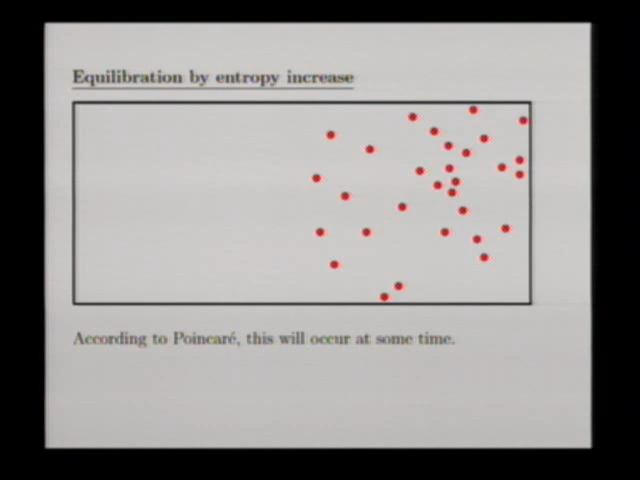 Equilibration by entropy increase
According to Poincaré, this will occur at some time.